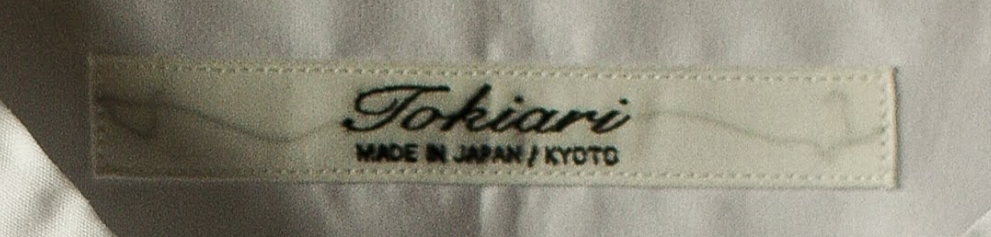 Tokiari
MADE IN JAPAN / KYOTO